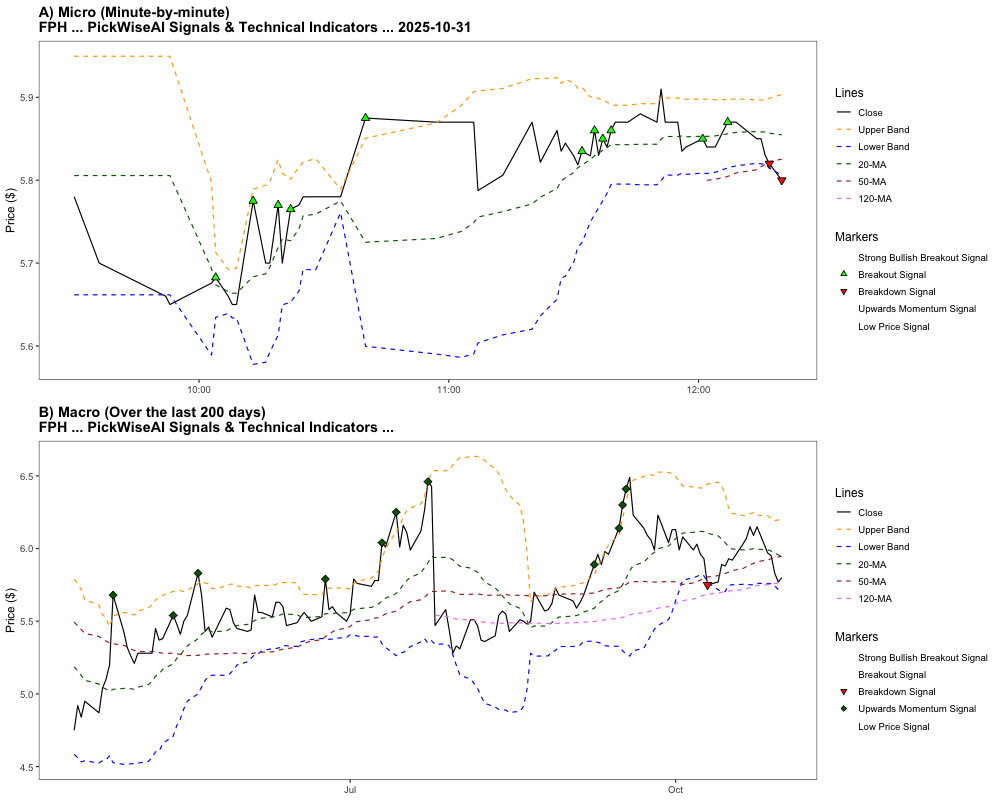 A) Micro (Minute-by-minute)
FPH ... PickWiseAI Signals & Technical Indicators ... 2025-10-31
Price ($)
5.9
5.8
5.7
5.6
10:00
11:00
12:00
Lines
Close
Upper Band
Lower Band
20-MA
50-MA
120-MA
Markers
Strong Bullish Breakout Signal
Breakout Signal
Breakdown Signal
Upwards Momentum Signal
Low Price Signal
B) Macro (Over the last 200 days)
FPH ... PickWiseAI Signals & Technical Indicators ...
Price ($)
6.5
6.0
5.5
5.0
4.5
Jul
Oct
Lines
Close
Upper Band
Lower Band
20-MA
50-MA
120-MA
Markers
Strong Bullish Breakout Signal
Breakout Signal
Breakdown Signal
Upwards Momentum Signal
Low Price Signal